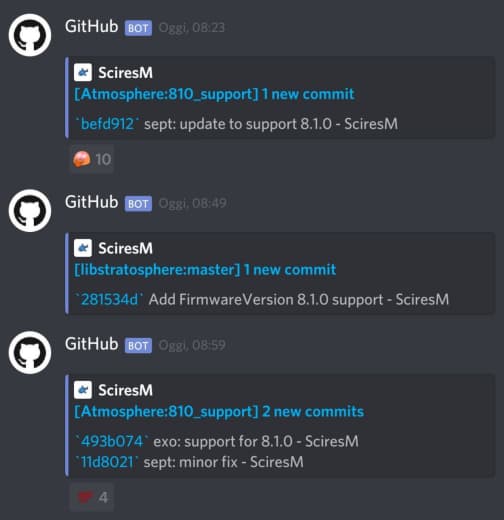 GitHub BOT Oggi, 08:23
SciresM
[Atmosphere:810_support] 1 new commit
`befd912` sept: update to support 8.1.0 - SciresM
10
GitHub BOT Oggi, 08:49
SciresM
[libstratosphere:master] 1 new commit
`281534d` Add FirmwareVersion 8.1.0 support - SciresM
GitHub BOT Oggi, 08:59
SciresM
[Atmosphere:810_support] 2 new commits
`493b074` exo: support for 8.1.0 - SciresM
`11d8021` sept: minor fix - SciresM
4